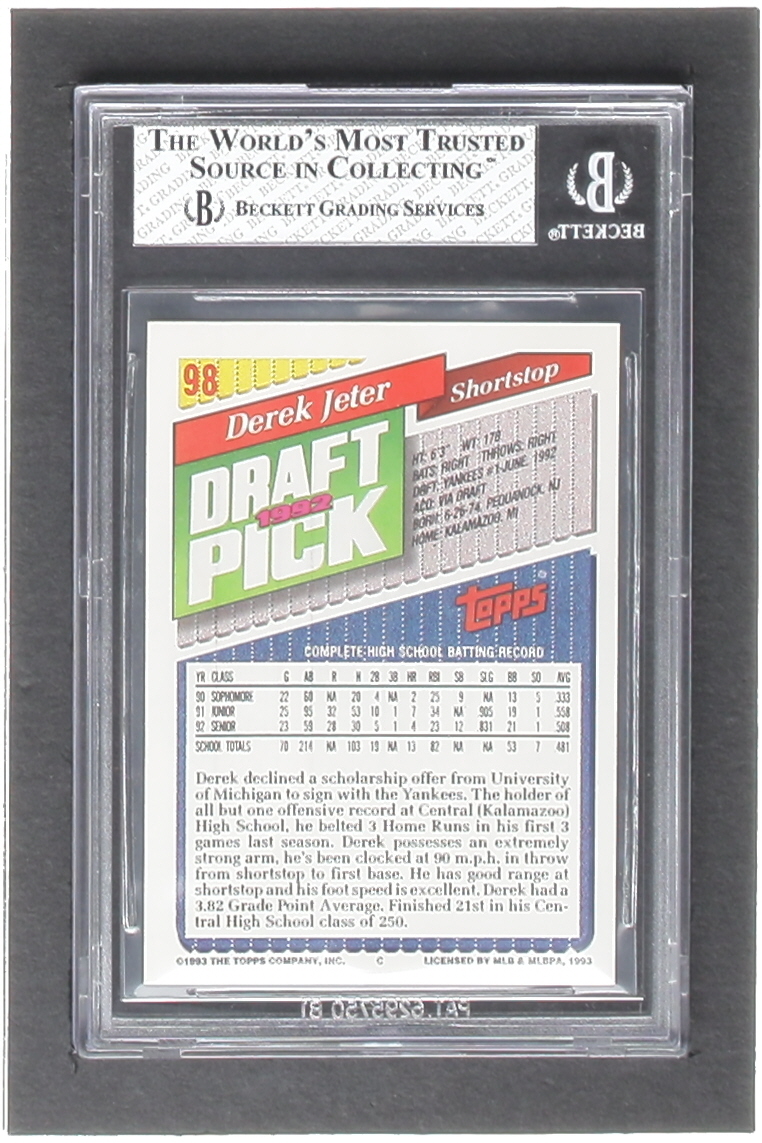 THE WORLD'S MOST TRUSTED
SOURCE IN COLLECTING™
B BECKETT GRADING SERVICES
B
BECKETT®
98
Derek Jeter
Shortstop
DRAFT
1992
PICK
HT: 6'3" WT: 178
BATS: RIGHT THROWS: RIGHT
DRFT: YANKEES #1-JUNE, 1992
ACQ: VIA DRAFT
BORN: 6-26-74, PEQUANOCK, NJ
HOME: KALAMAZOO, MI
Topps®
COMPLETE HIGH SCHOOL BATTING RECORD
YR CLASS G AB R H 2B 3B HR RBI SB SLG BB SO AVG
90 SOPHOMORE 22 60 NA 20 4 NA 2 25 9 NA 13 5 .333
91 JUNIOR 25 95 32 53 10 1 7 34 NA .905 19 1 .558
92 SENIOR 23 59 28 30 5 1 4 23 12 .831 21 1 .508
SCHOOL TOTALS 70 214 NA 103 19 NA 13 82 NA NA 53 7 .481
Derek declined a scholarship offer from University
of Michigan to sign with the Yankees. The holder of
all but one offensive record at Central (Kalamazoo)
High School, he belted 3 Home Runs in his first 3
games last season. Derek possesses an extremely
strong arm, he's been clocked at 90 m.p.h. in throw
from shortstop to first base. He has good range at
shortstop and his foot speed is excellent. Derek had a
3.82 Grade Point Average. Finished 21st in his Cen-
tral High School class of 250.
©1993 THE TOPPS COMPANY, INC. C LICENSED BY MLB & MLBPA, 1993